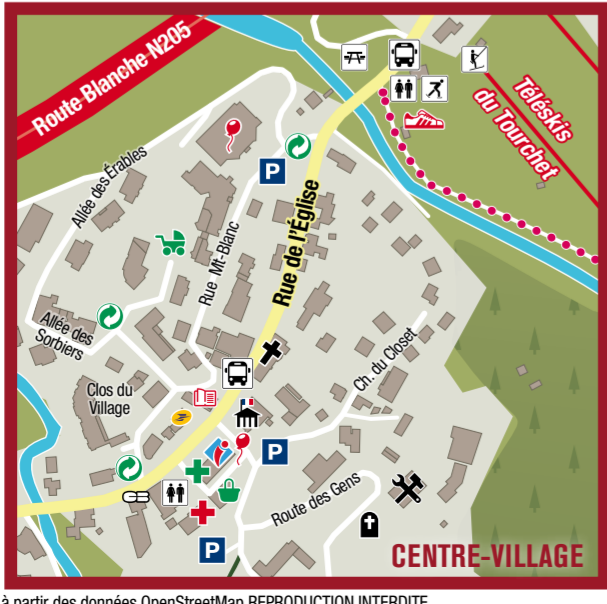 Route Blanche N205
Téléskis
du Tourchet
Allée des Érables
P
Rue Mt-Blanc
Rue de l'Église
Allée des
Sorbiers
Clos du
Village
Ch. du Closet
P
Route des Gens
P
CENTRE-VILLAGE
à partir des données OpenStreetMap REPRODUCTION INTERDITE